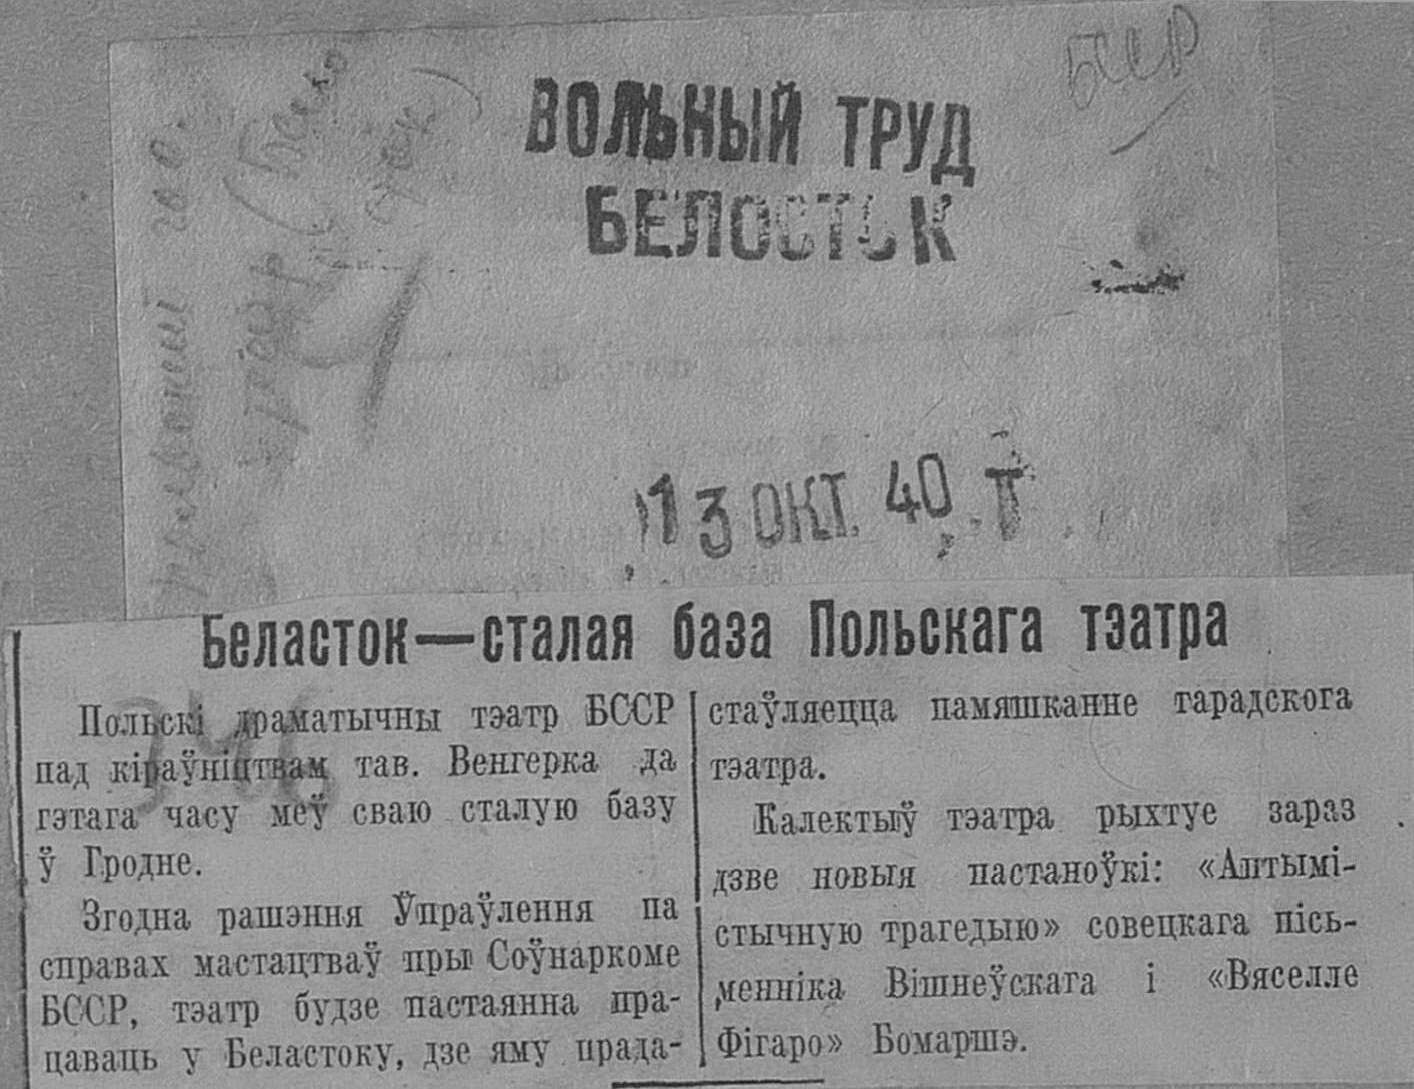 БССР
ВОЛЬНЫЙ ТРУД
БЕЛОСТОК
13 ОКТ. 40
Беласток—сталая база Польскага тэатра
Польскі драматычны тэатр БССР
пад кіраўніцтвам тав. Венгерка да
гэтага часу меў сваю сталую базу
ў Гродне.
Згодна рашэння Ўпраўлення па
справах мастацтваў пры Соўнаркоме
БССР, тэатр будзе пастаянна пра-
цаваць у Беластоку, дзе яму прада-
стаўляецца памяшканне тарадскога
тэатра.
Калектыў тэатра рыхтуе зараз
дзве новыя пастаноўкі: «Аптымі-
стычную трагедыю» совецкага пісь-
менніка Вішнеўскага і «Вяселле
Фігаро» Бомаршэ.